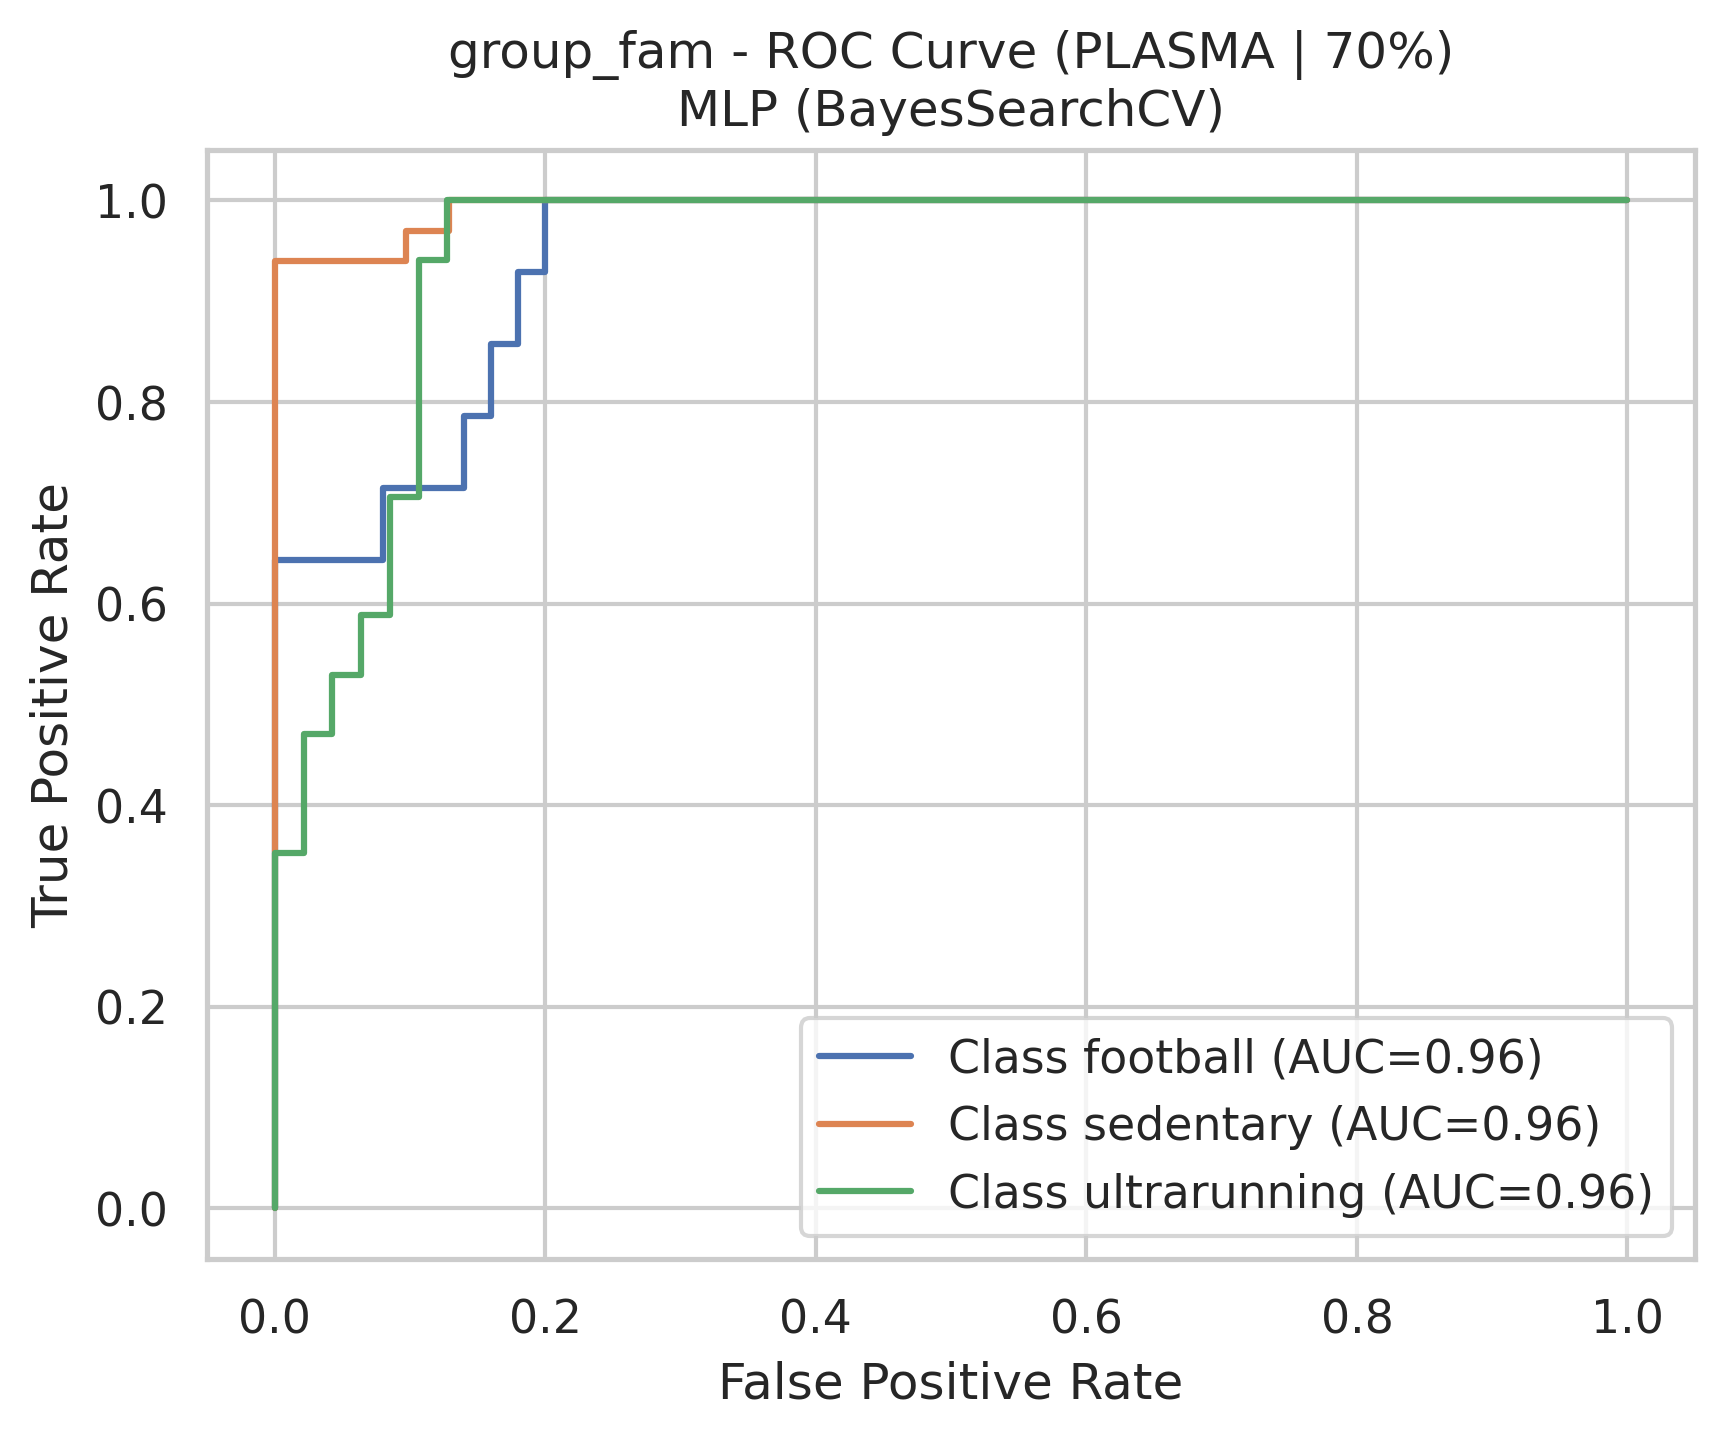 group_fam - ROC Curve (PLASMA | 70%)
MLP (BayesSearchCV)
True Positive Rate
1.0
0.8
0.6
0.4
0.2
0.0
Class football (AUC=0.96)
Class sedentary (AUC=0.96)
Class ultrarunning (AUC=0.96)
0.0 0.2 0.4 0.6 0.8 1.0
False Positive Rate